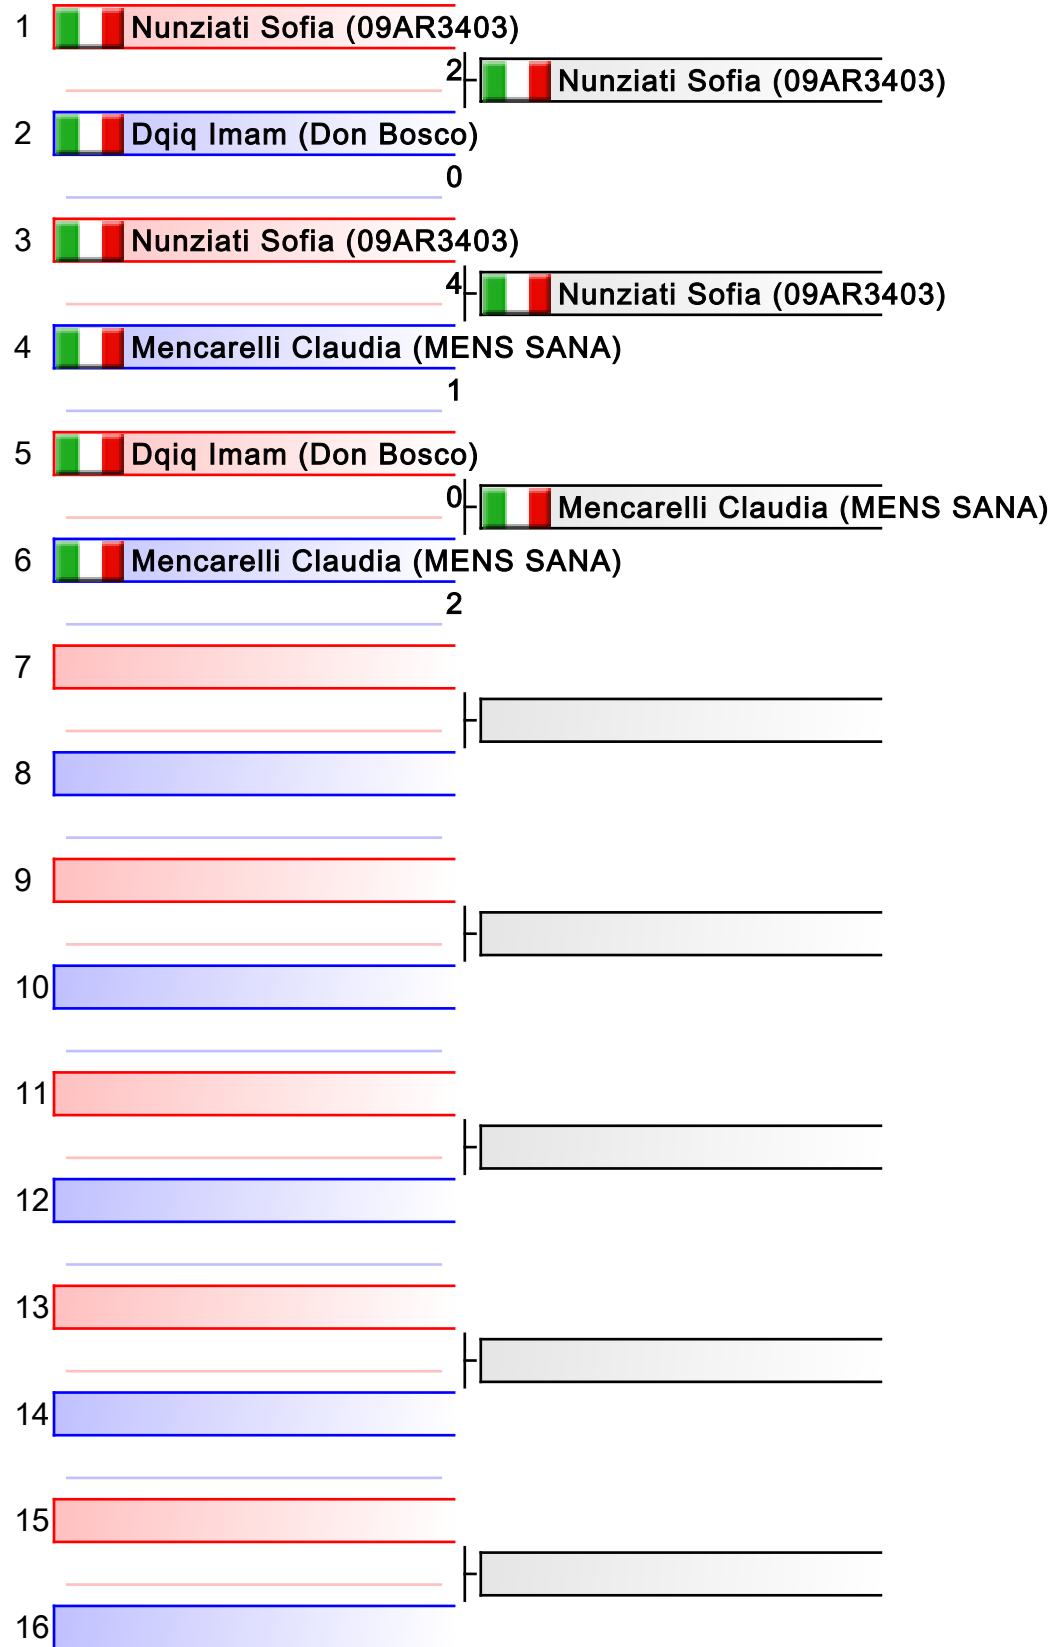 1 Nunziati Sofia (09AR3403)
2 Nunziati Sofia (09AR3403)
2 Dqiq Imam (Don Bosco)
0
3 Nunziati Sofia (09AR3403)
4 Nunziati Sofia (09AR3403)
4 Mencarelli Claudia (MENS SANA)
1
5 Dqiq Imam (Don Bosco)
0 Mencarelli Claudia (MENS SANA)
6 Mencarelli Claudia (MENS SANA)
2
7
8
9
10
11
12
13
14
15
16